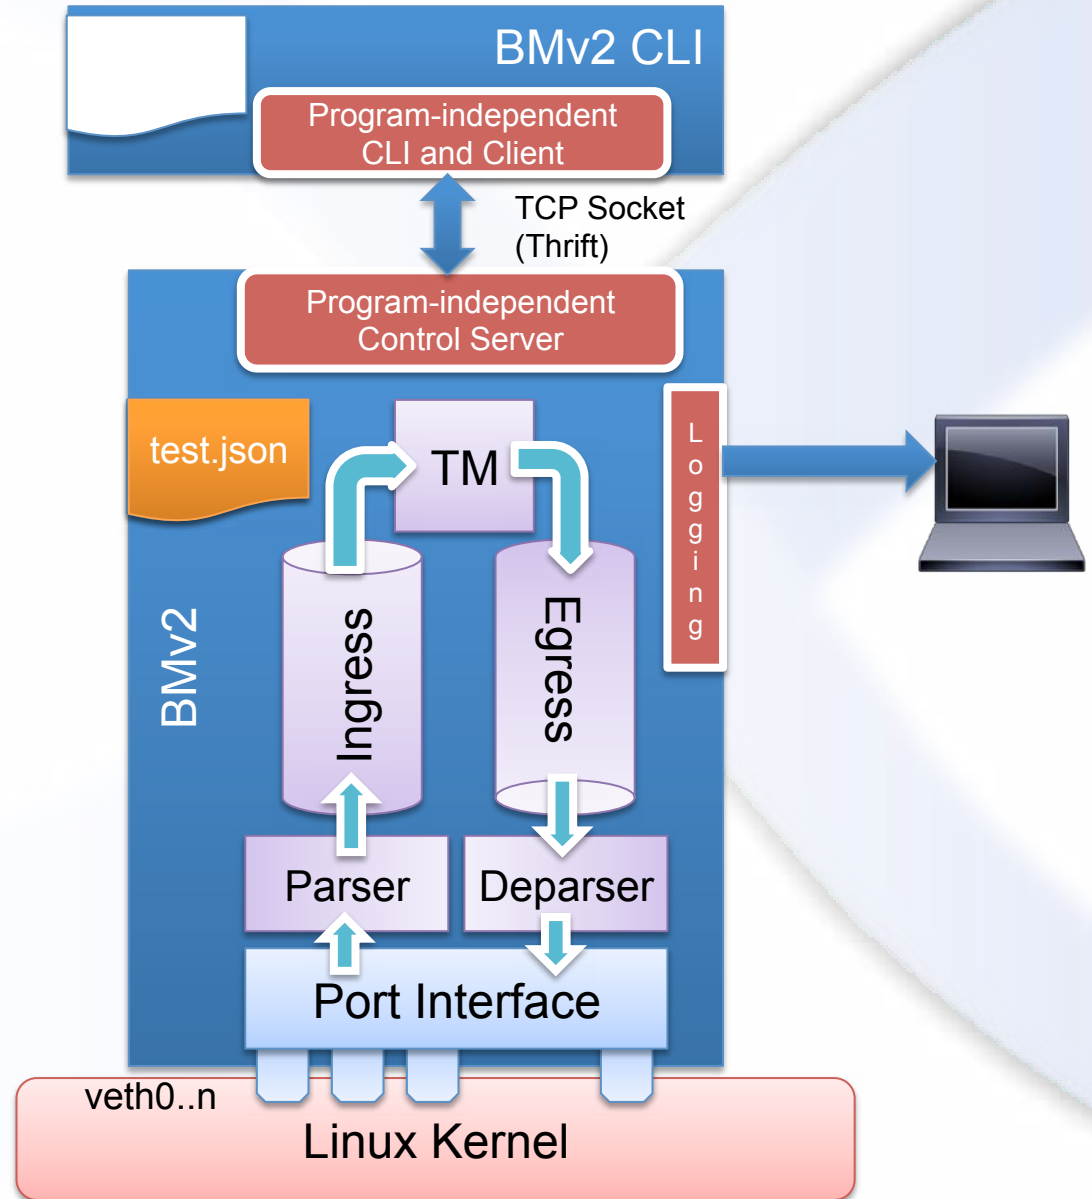 BMv2 CLI
Program-independent
CLI and Client
TCP Socket
(Thrift)
Program-independent
Control Server
test.json
TM
Logging
BMv2
Ingress
Egress
Parser
Deparser
Port Interface
veth0..n
Linux Kernel